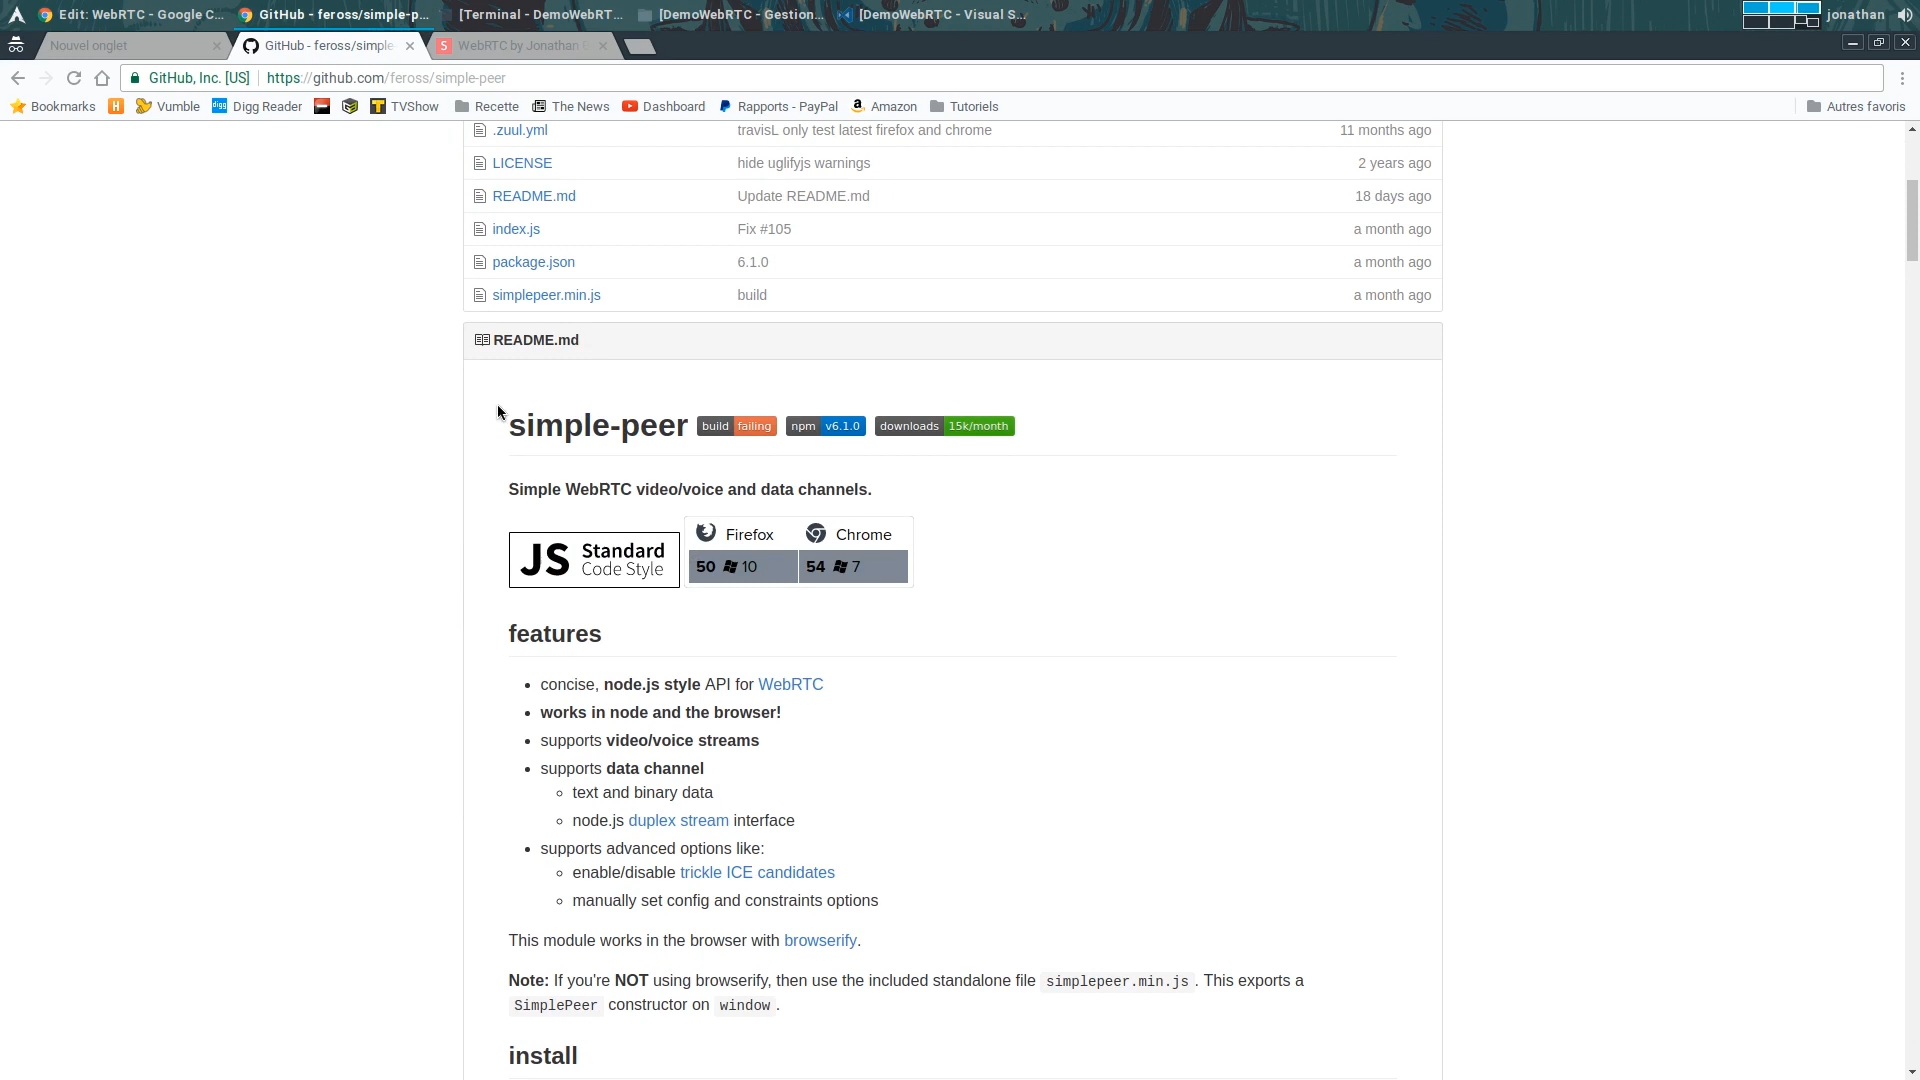 Edit: WebRTC - Google C... GitHub - feross/simple-p... [Terminal - DemoWebRT... [DemoWebRTC - Gestion... [DemoWebRTC - Visual S... jonathan
Nouvel onglet GitHub - feross/simple WebRTC by Jonathan
GitHub, Inc. [US] https://github.com/feross/simple-peer
Bookmarks Vumble Digg Reader TVShow Recette The News Dashboard Rapports - PayPal Amazon Tutoriels Autres favoris
.zuul.yml travisL only test latest firefox and chrome 11 months ago
LICENSE hide uglifyjs warnings 2 years ago
README.md Update README.md 18 days ago
index.js Fix #105 a month ago
package.json 6.1.0 a month ago
simplepeer.min.js build a month ago
README.md
simple-peer build failing npm v6.1.0 downloads 15k/month
Simple WebRTC video/voice and data channels.
JS Standard Code Style
Firefox Chrome
50 10 54 7
features
• concise, node.js style API for WebRTC
• works in node and the browser!
• supports video/voice streams
• supports data channel
◦ text and binary data
◦ node.js duplex stream interface
• supports advanced options like:
◦ enable/disable trickle ICE candidates
◦ manually set config and constraints options
This module works in the browser with browserify.
Note: If you're NOT using browserify, then use the included standalone file simplepeer.min.js . This exports a
SimplePeer constructor on window .
install